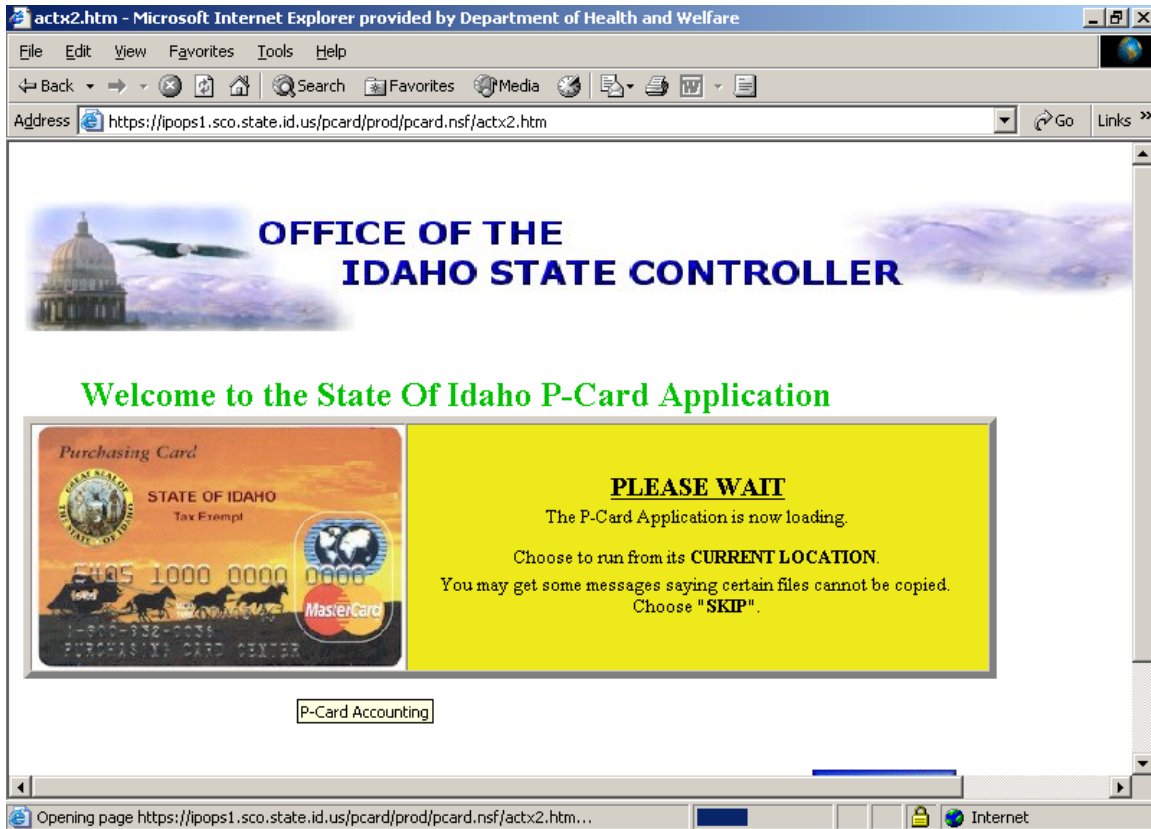 actx2.htm - Microsoft Internet Explorer provided by Department of Health and Welfare
File Edit View Favorites Tools Help
Back Search Favorites Media
Address https://ipops1.sco.state.id.us/pcard/prod/pcard.nsf/actx2.htm Go Links »
OFFICE OF THE
IDAHO STATE CONTROLLER
Welcome to the State Of Idaho P-Card Application
Purchasing Card
STATE OF IDAHO
Tax Exempt
5405 1000 0000 0000
MasterCard
PURCHASING CARD CENTER
PLEASE WAIT
The P-Card Application is now loading.
Choose to run from its CURRENT LOCATION.
You may get some messages saying certain files cannot be copied.
Choose "SKIP".
P-Card Accounting
Opening page https://ipops1.sco.state.id.us/pcard/prod/pcard.nsf/actx2.htm... Internet